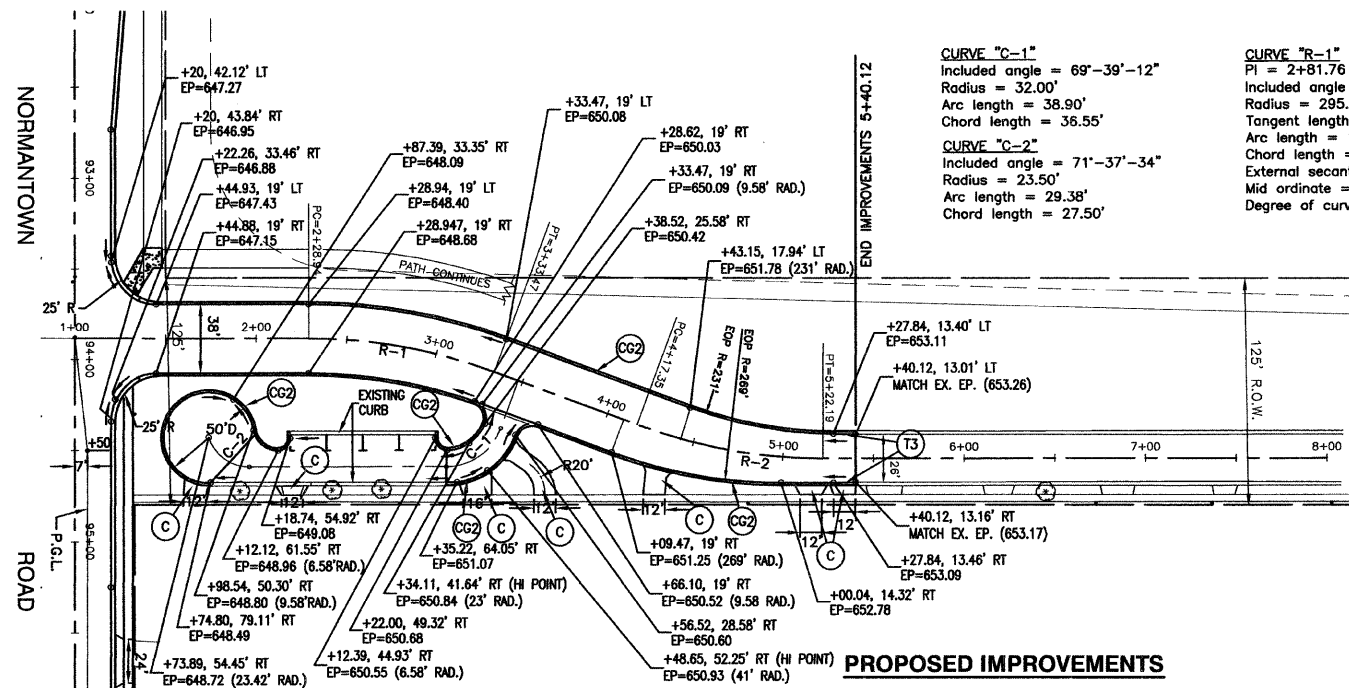 NORMANTOWN
ROAD
+20, 42.12' LT
EP=647.27
+20, 43.84' RT
EP=646.95
+22.26, 33.46' RT
EP=646.88
+44.93, 19' LT
EP=647.43
+44.88, 19' RT
EP=647.15
+87.39, 33.35' RT
EP=648.09
+28.94, 19' LT
EP=648.40
+28.947, 19' RT
EP=648.68
+33.47, 19' LT
EP=650.08
+28.62, 19' RT
EP=650.03
+33.47, 19' RT
EP=650.09 (9.58' RAD.)
+38.52, 25.58' RT
EP=650.42
+43.15, 17.94' LT
EP=651.78 (231' RAD.)
END IMPROVEMENTS 5+40.12
CURVE "C-1"
Included angle = 69°-39'-12"
Radius = 32.00'
Arc length = 38.90'
Chord length = 36.55'
CURVE "C-2"
Included angle = 71°-37'-34"
Radius = 23.50'
Arc length = 29.38'
Chord length = 27.50'
CURVE "R-1"
PI = 2+81.76
Included angle
Radius = 295.
Tangent length
Arc length =
Chord length =
External secant
Mid ordinate =
Degree of curv
93+00
94+00
95+00
PC=2+28.94
PT=3+33.47
PATH CONTINUES
25' R
1+00
125'
38'
2+00
3+00
R-1
CG2
PC=4+17.35
EOP R=231'
EOP R=269'
PT=5+22.19
+27.84, 13.40' LT
EP=653.11
+40.12, 13.01' LT
MATCH EX. EP. (653.26)
125' R.O.W.
4+00
5+00
6+00
7+00
8+00
R-2
T3
26'
+50
7'
25' R
50'D
C-2
CG2
EXISTING
CURB
CG2
C-1
R20'
P.G.L.
12'
C
12'
C
16'
CG2
C
12'
C
12'
C
CG2
12'
C
12'
+18.74, 54.92' RT
EP=649.08
+12.12, 61.55' RT
EP=648.96 (6.58'RAD.)
+98.54, 50.30' RT
EP=648.80 (9.58'RAD.)
+74.80, 79.11' RT
EP=648.49
+73.89, 54.45' RT
EP=648.72 (23.42' RAD.)
24'
+35.22, 64.05' RT
EP=651.07
+34.11, 41.64' RT (HI POINT)
EP=650.84 (23' RAD.)
+22.00, 49.32' RT
EP=650.68
+12.39, 44.93' RT
EP=650.55 (6.58' RAD.)
+09.47, 19' RT
EP=651.25 (269' RAD.)
+66.10, 19' RT
EP=650.52 (9.58 RAD.)
+56.52, 28.58' RT
EP=650.60
+48.65, 52.25' RT (HI POINT)
EP=650.93 (41' RAD.)
+40.12, 13.16' RT
MATCH EX. EP. (653.17)
+27.84, 13.46' RT
EP=653.09
+00.04, 14.32' RT
EP=652.78
PROPOSED IMPROVEMENTS